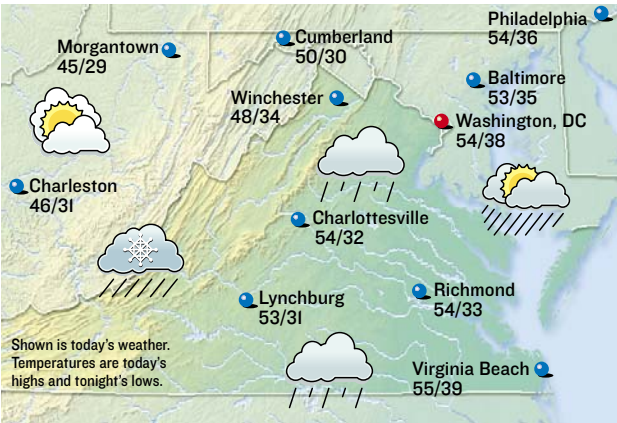 Philadelphia
54/36
Morgantown
45/29
Cumberland
50/30
Baltimore
53/35
Winchester
48/34
Washington, DC
54/38
Charleston
46/31
Charlottesville
54/32
Lynchburg
53/31
Richmond
54/33
Shown is today's weather.
Temperatures are today's
highs and tonight's lows.
Virginia Beach
55/39